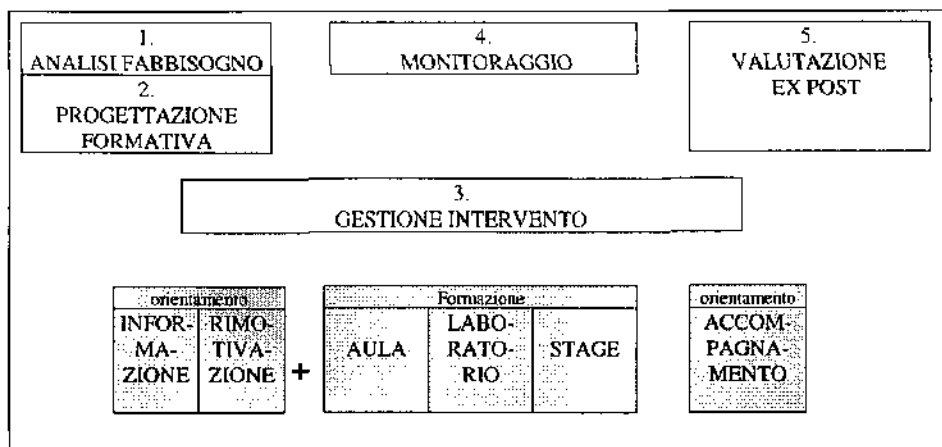 1.
ANALISI FABBISOGNO
2.
PROGETTAZIONE
FORMATIVA
4.
MONITORAGGIO
5.
VALUTAZIONE
EX POST
3.
GESTIONE INTERVENTO
orientamento
INFOR-
MA-
ZIONE
RIMO-
TIVA-
ZIONE
+
Formazione
AULA
LABO-
RATO-
RIO
STAGE
orientamento
ACCOM-
PAGNA-
MENTO